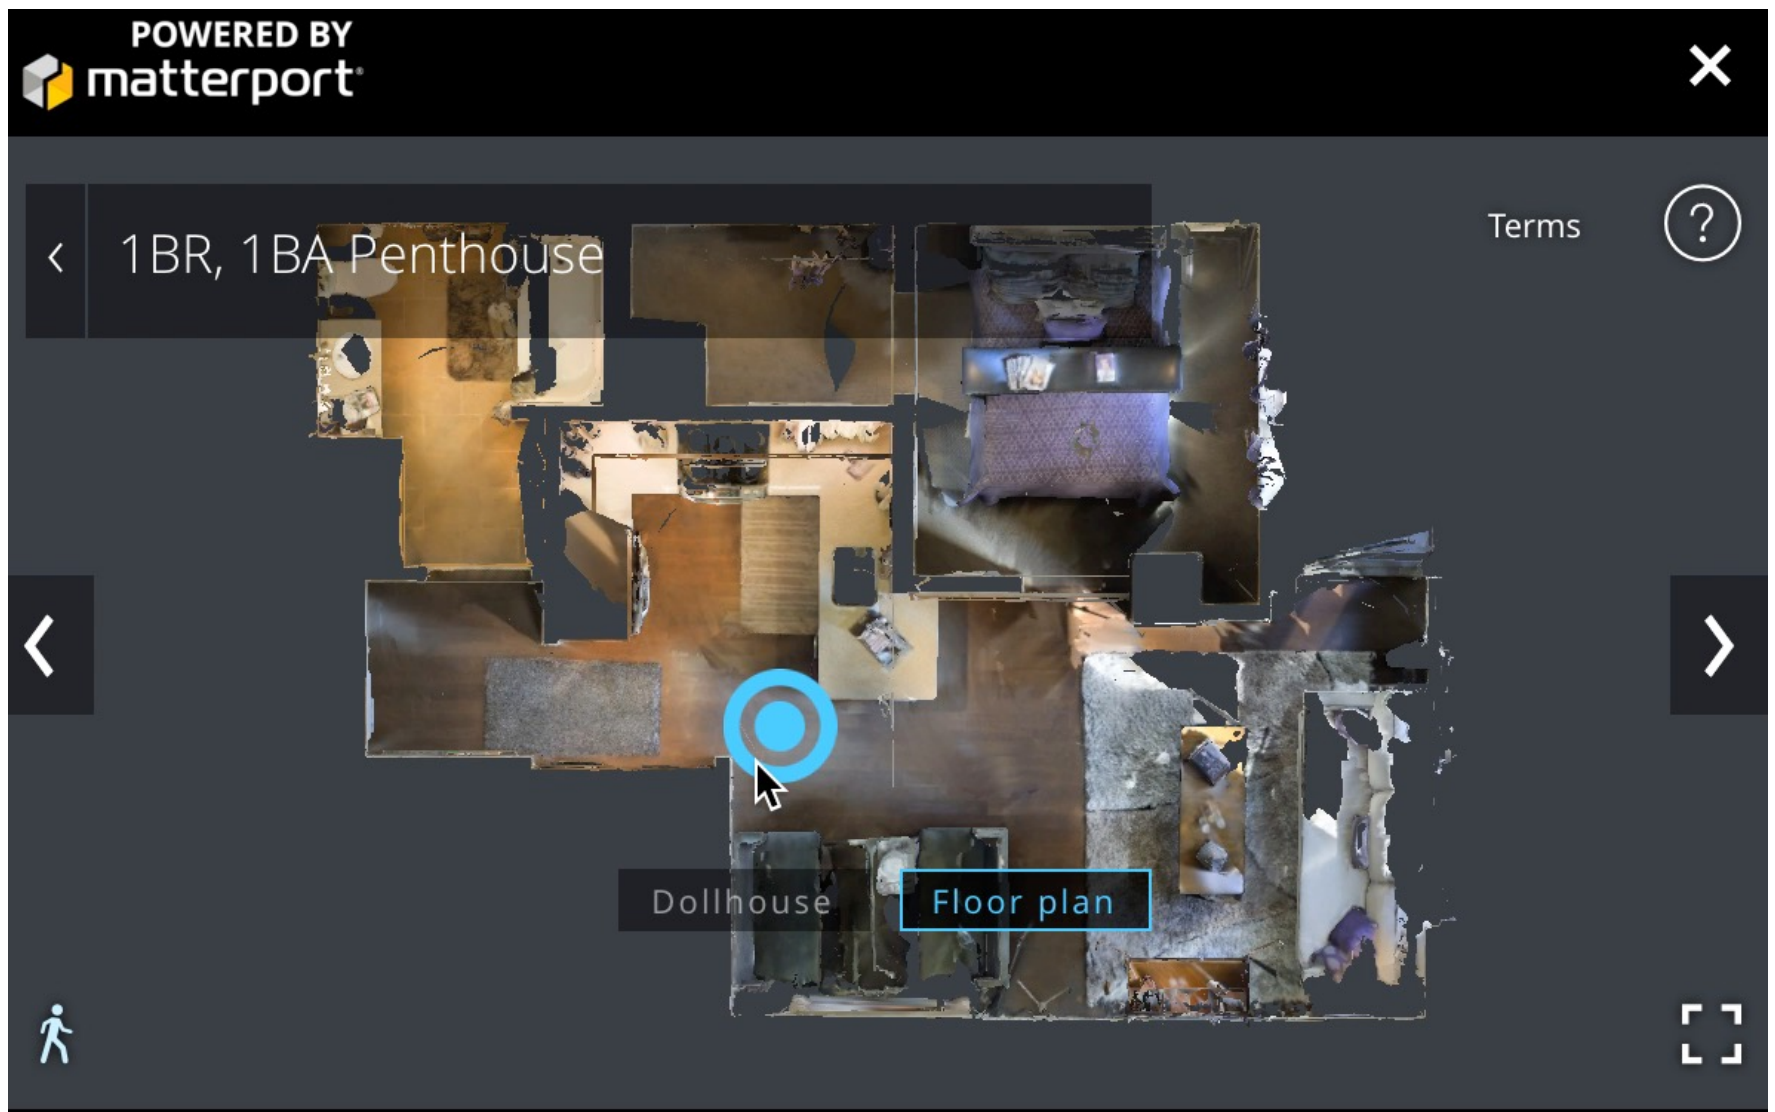 POWERED BY
matterport®
1BR, 1BA Penthouse
Terms
?
Dollhouse
Floor plan